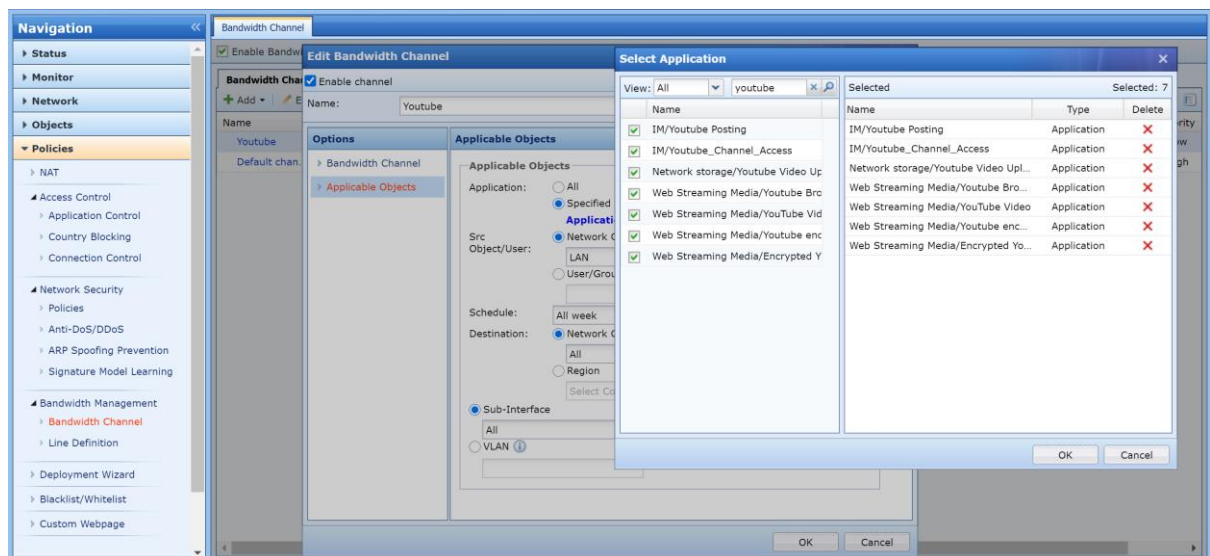 Navigation
Status
Monitor
Network
Objects
Policies
NAT
Access Control
Application Control
Country Blocking
Connection Control
Network Security
Policies
Anti-DoS/DDoS
ARP Spoofing Prevention
Signature Model Learning
Bandwidth Management
Bandwidth Channel
Line Definition
Deployment Wizard
Blacklist/Whitelist
Custom Webpage
Bandwidth Channel
Enable Bandw
Bandwidth Cha
Add E
Name
Youtube
Default chan.
Edit Bandwidth Channel
Enable channel
Name: Youtube
Options
Bandwidth Channel
Applicable Objects
Applicable Objects
Applicable Objects
Application: All
Specified
Applicati
Src Network O
Object/User:
LAN
User/Grou
Schedule: All week
Destination: Network O
All
Region
Select Co
Sub-Interface
All
VLAN
OK Cancel
Select Application
View: All youtube
Name
IM/Youtube Posting
IM/Youtube_Channel_Access
Network storage/Youtube Video Up
Web Streaming Media/Youtube Bro
Web Streaming Media/YouTube Vid
Web Streaming Media/Youtube enc
Web Streaming Media/Encrypted Y
Selected Selected: 7
Name Type Delete
IM/Youtube Posting Application
IM/Youtube_Channel_Access Application
Network storage/Youtube Video Upl... Application
Web Streaming Media/Youtube Bro... Application
Web Streaming Media/YouTube Video Application
Web Streaming Media/Youtube enc... Application
Web Streaming Media/Encrypted Yo... Application
OK Cancel
rity
ow
gh